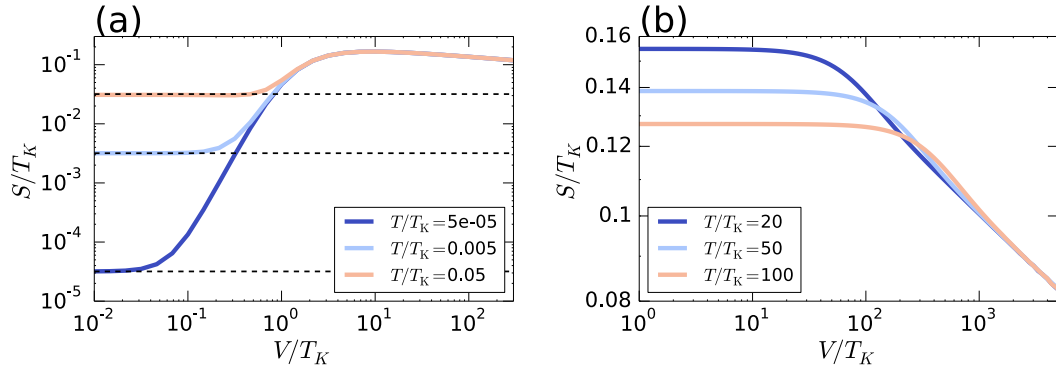 (a)
S/T_K
10^-1
10^-2
10^-3
10^-4
10^-5
T/T_K=5e-05
T/T_K=0.005
T/T_K=0.05
10^-2 10^-1 10^0 10^1 10^2
V/T_K
(b)
S/T_K
0.16
0.14
0.12
0.1
0.08
T/T_K=20
T/T_K=50
T/T_K=100
10^0 10^1 10^2 10^3
V/T_K